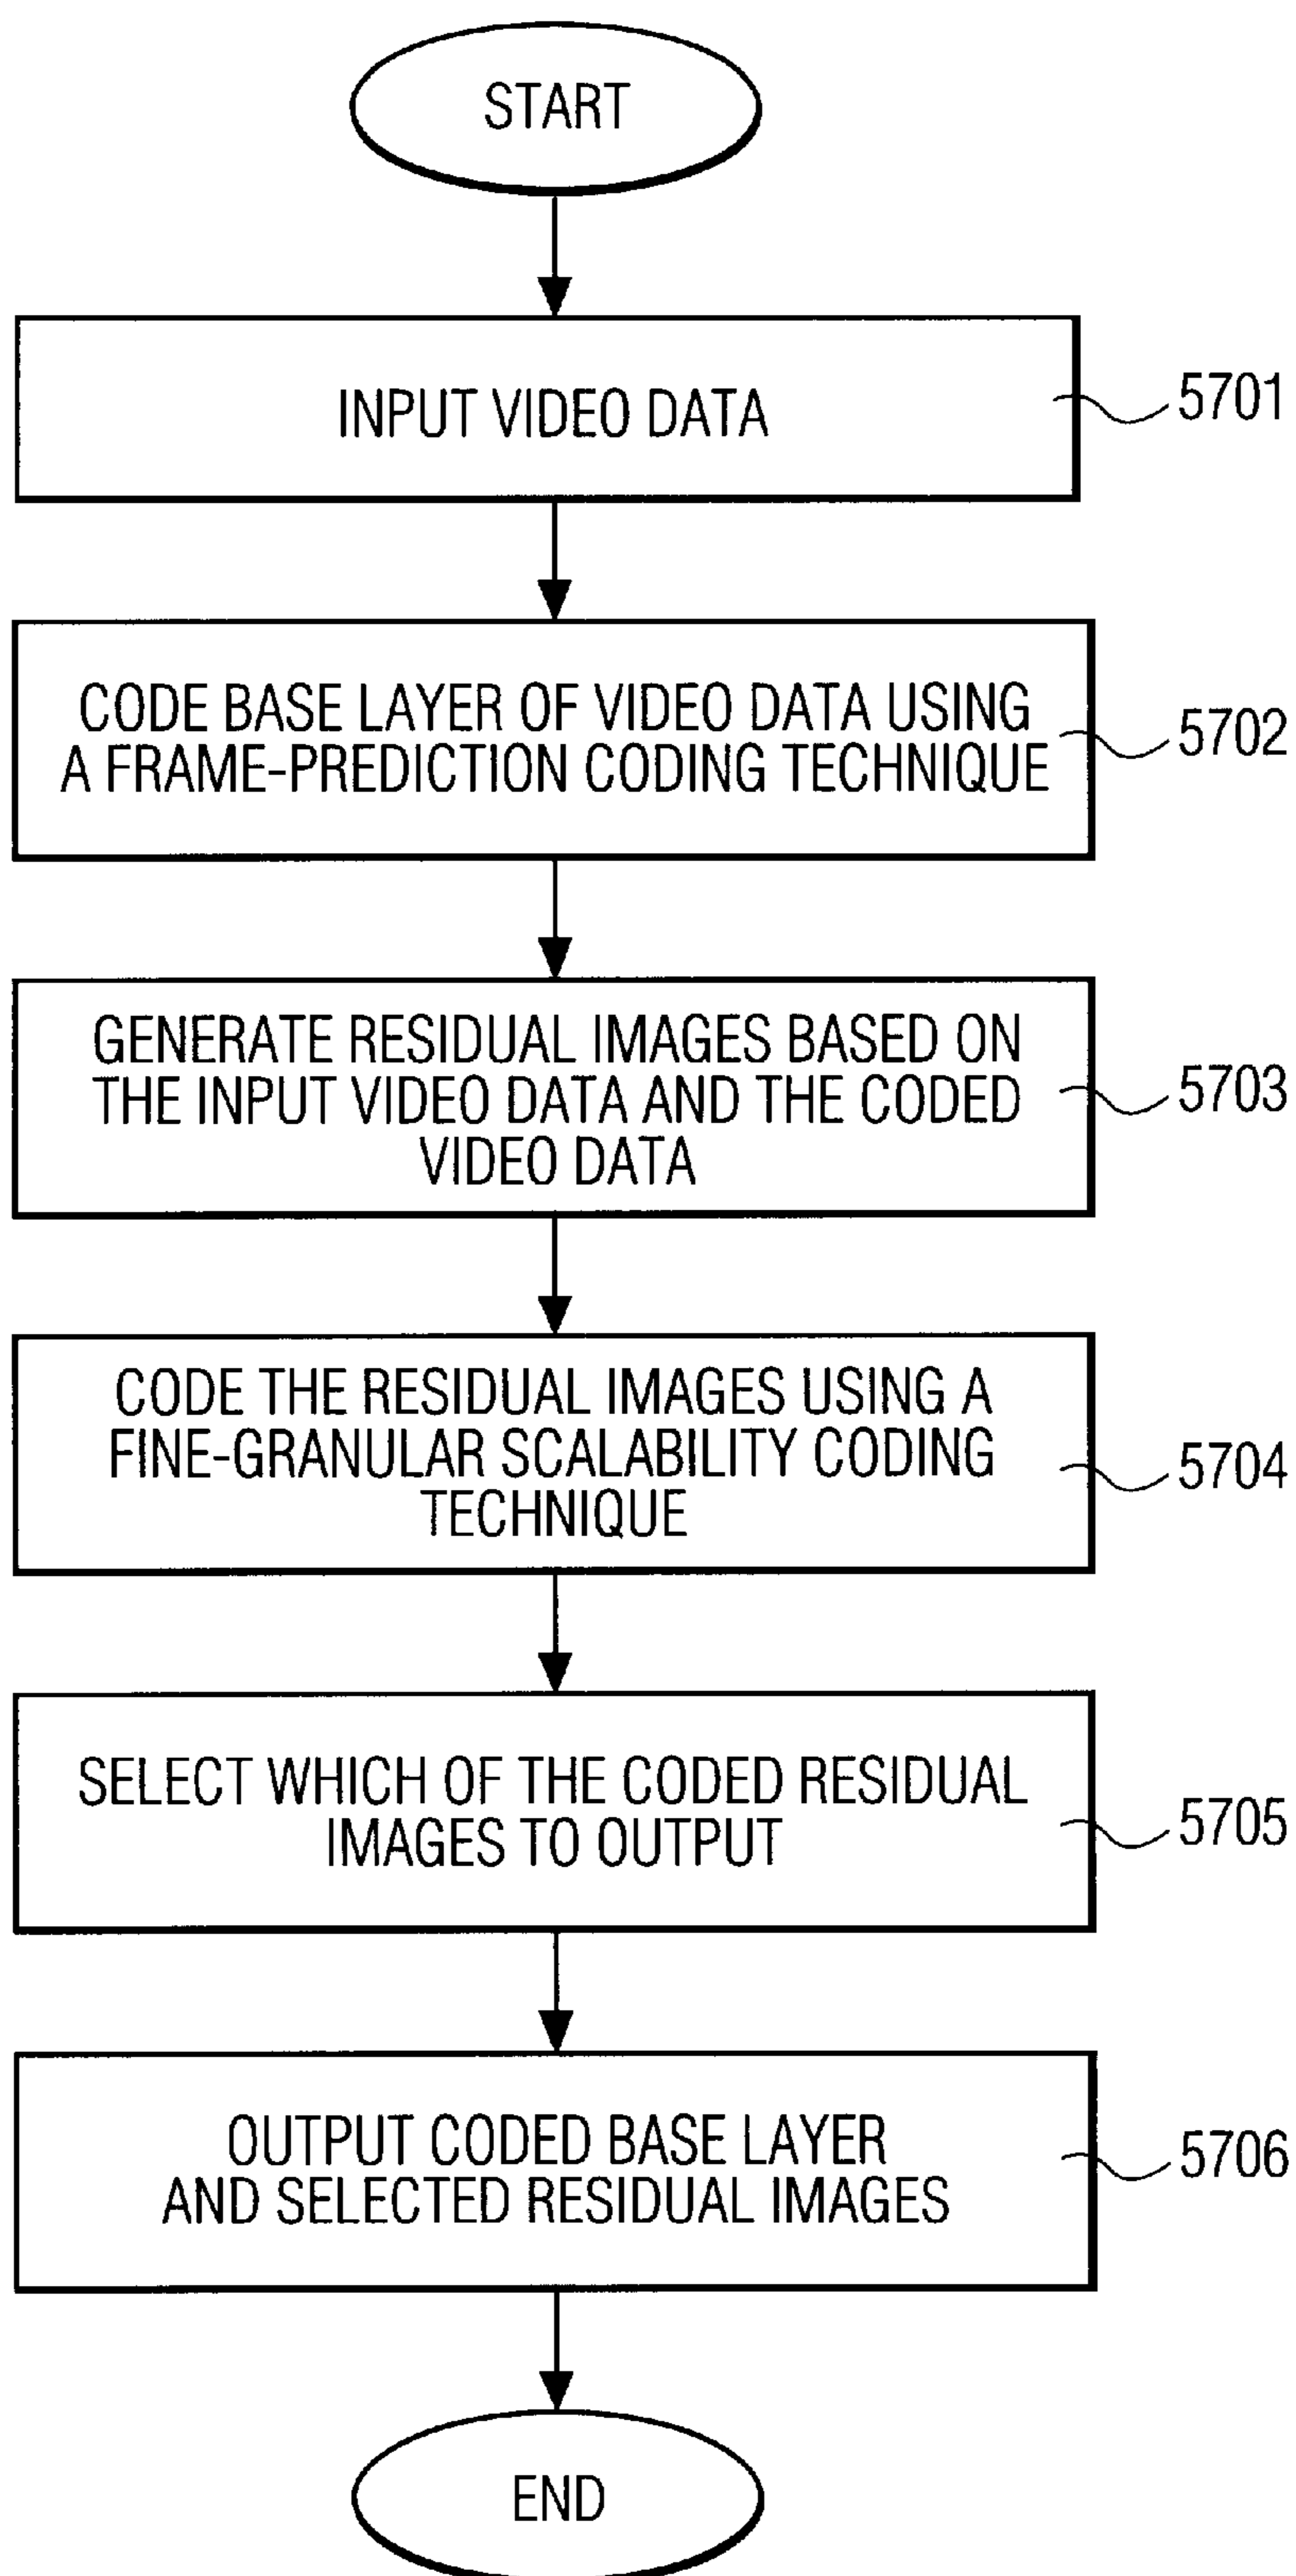 START
INPUT VIDEO DATA
5701
CODE BASE LAYER OF VIDEO DATA USING
A FRAME-PREDICTION CODING TECHNIQUE
5702
GENERATE RESIDUAL IMAGES BASED ON
THE INPUT VIDEO DATA AND THE CODED
VIDEO DATA
5703
CODE THE RESIDUAL IMAGES USING A
FINE-GRANULAR SCALABILITY CODING
TECHNIQUE
5704
SELECT WHICH OF THE CODED RESIDUAL
IMAGES TO OUTPUT
5705
OUTPUT CODED BASE LAYER
AND SELECTED RESIDUAL IMAGES
5706
END